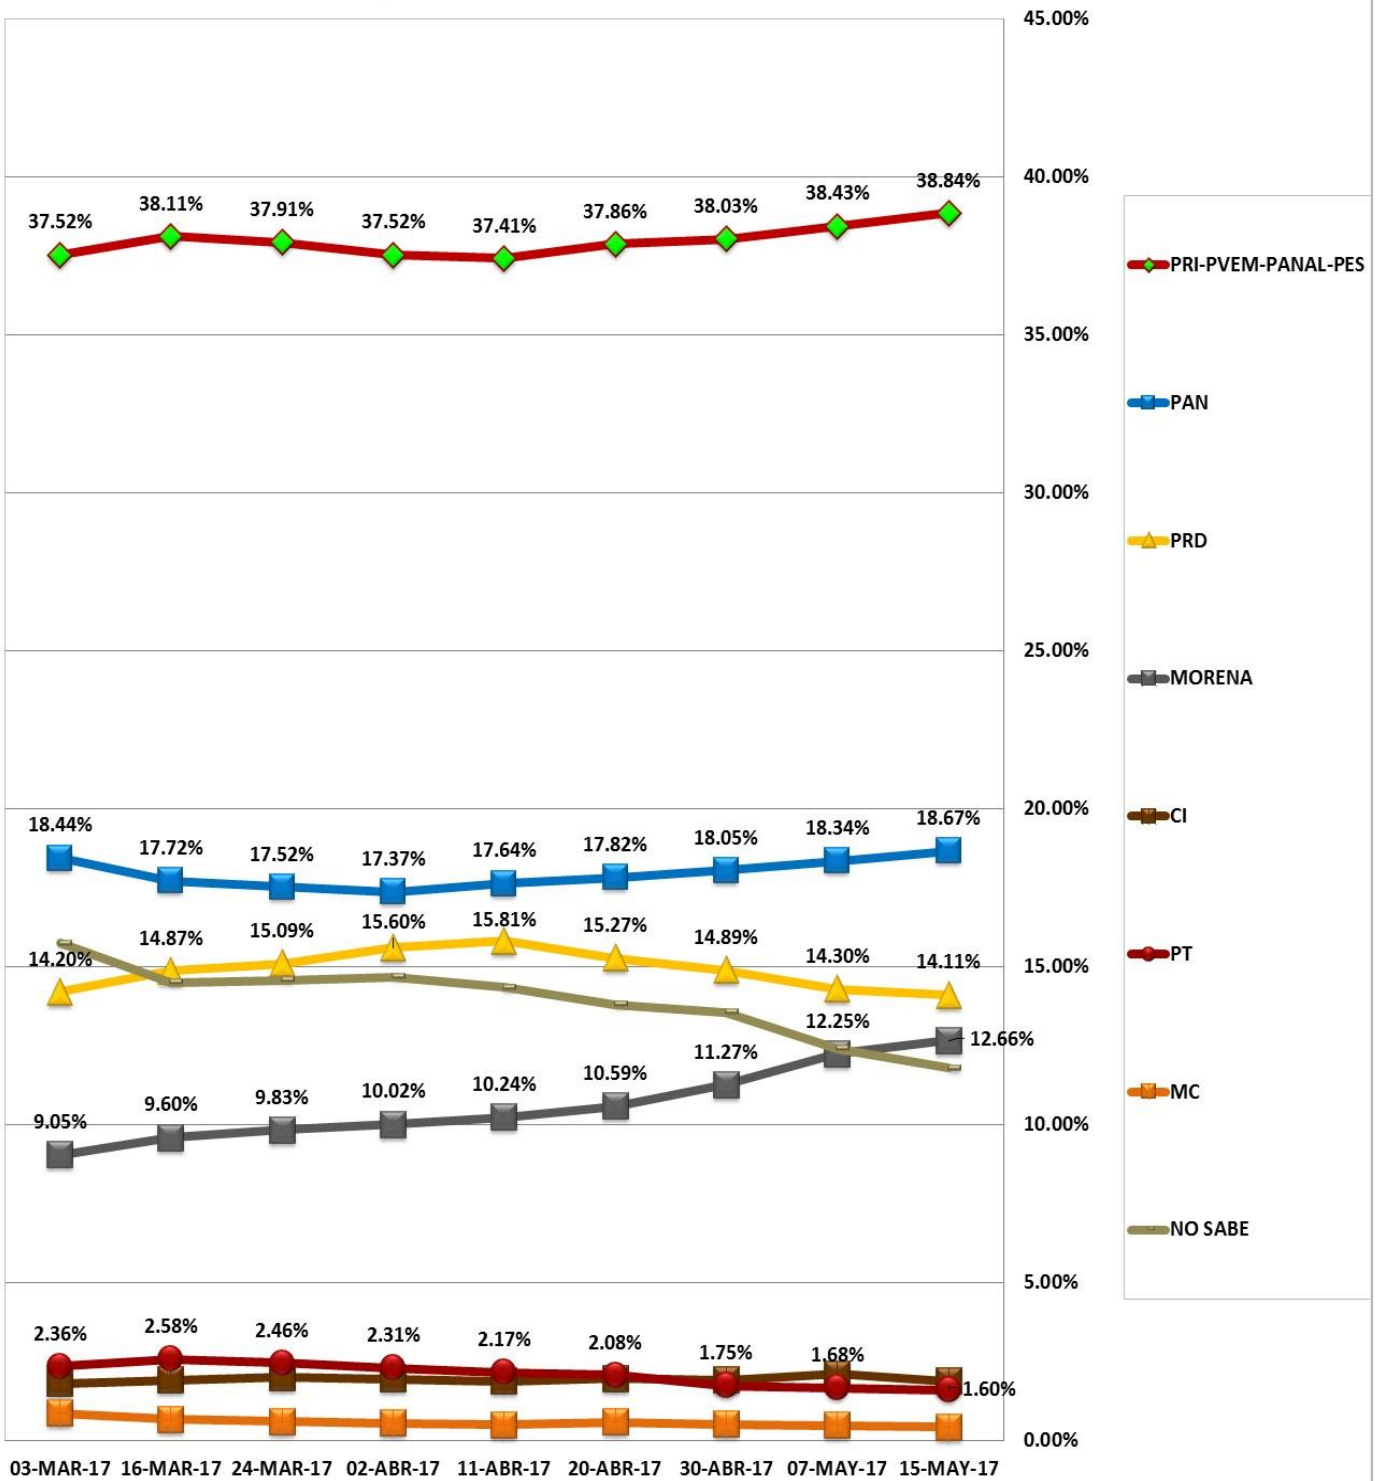 45.00%
40.00%
35.00%
30.00%
25.00%
20.00%
15.00%
10.00%
5.00%
0.00%
37.52% 38.11% 37.91% 37.52% 37.41% 37.86% 38.03% 38.43% 38.84%
18.44% 17.72% 17.52% 17.37% 17.64% 17.82% 18.05% 18.34% 18.67%
14.20% 14.87% 15.09% 15.60% 15.81% 15.27% 14.89% 14.30% 14.11%
9.05% 9.60% 9.83% 10.02% 10.24% 10.59% 11.27% 12.25% 12.66%
2.36% 2.58% 2.46% 2.31% 2.17% 2.08% 1.75% 1.68% 1.60%
03-MAR-17 16-MAR-17 24-MAR-17 02-ABR-17 11-ABR-17 20-ABR-17 30-ABR-17 07-MAY-17 15-MAY-17
PRI-PVEM-PANAL-PES
PAN
PRD
MORENA
CI
PT
MC
NO SABE